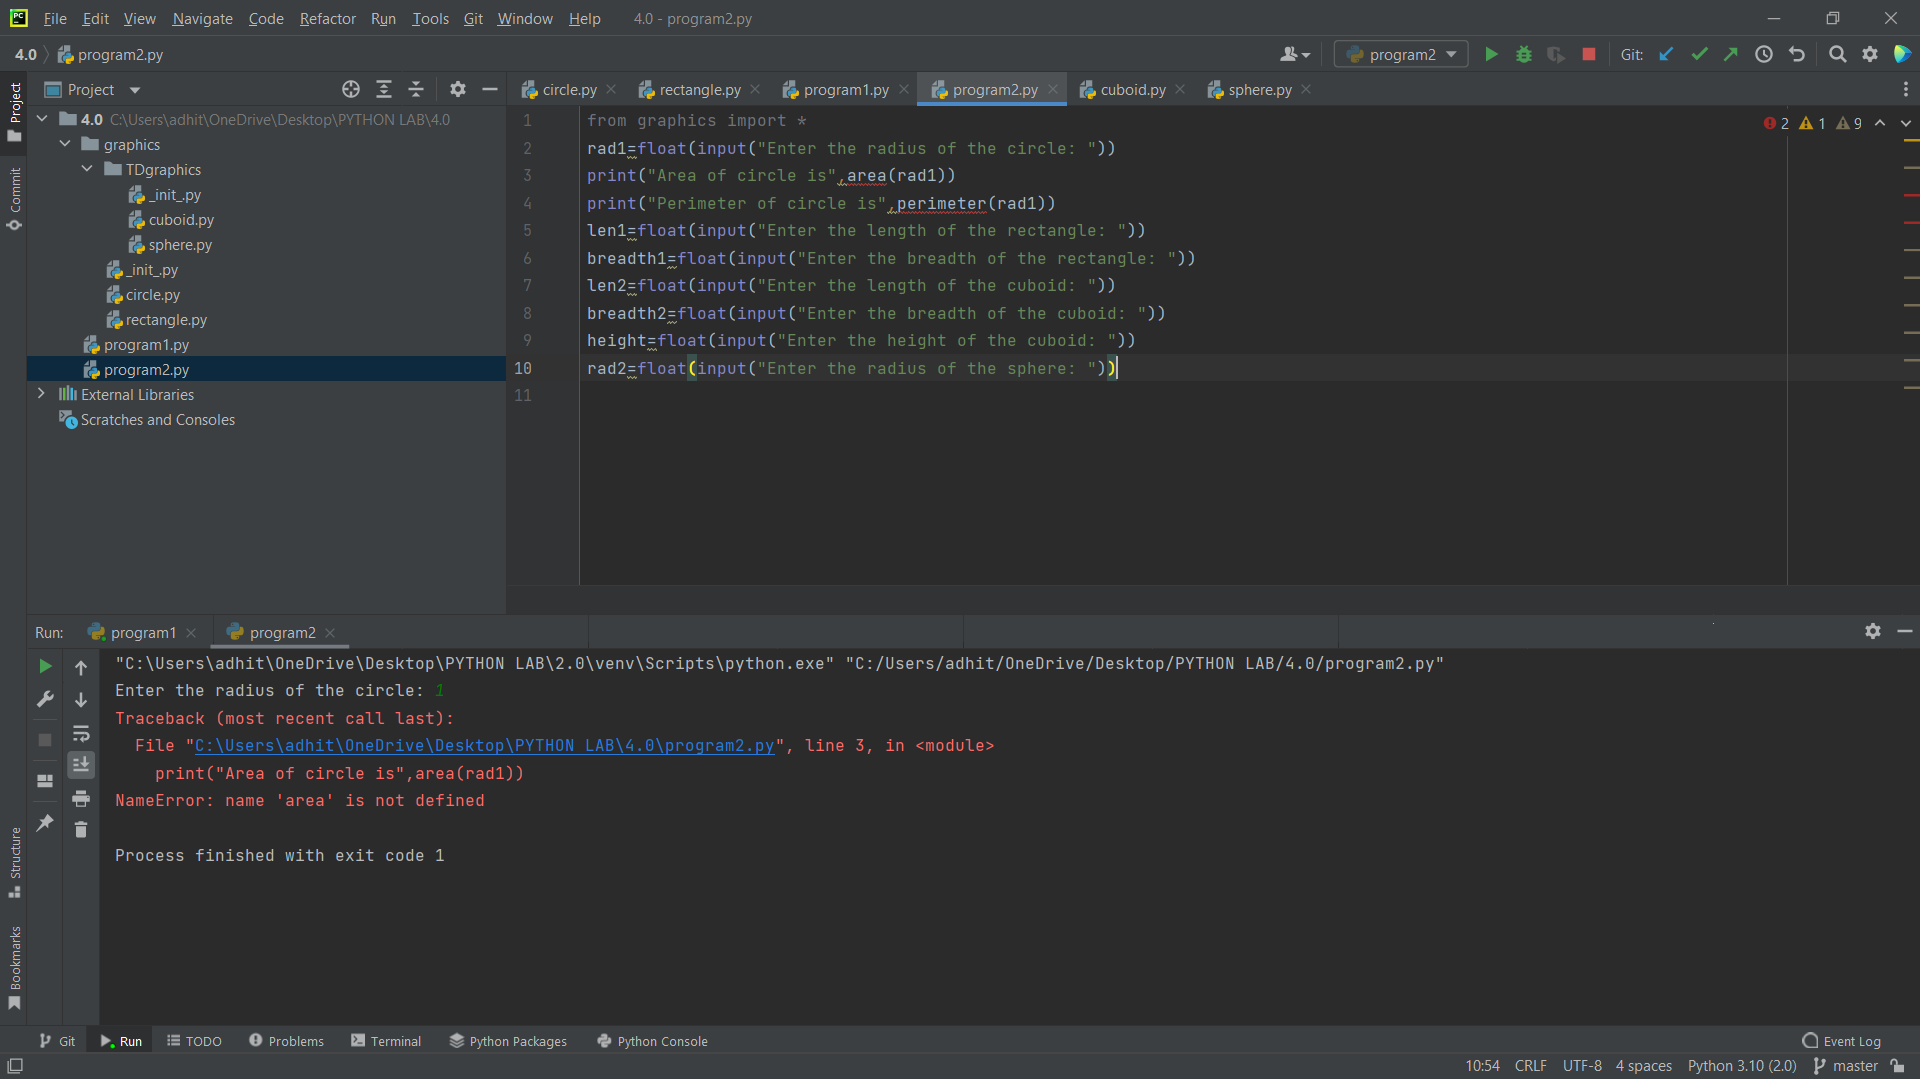 PC File Edit View Navigate Code Refactor Run Tools Git Window Help 4.0 - program2.py
4.0 program2.py program2 Git:
Project circle.py rectangle.py program1.py program2.py cuboid.py sphere.py
Project
Commit
Structure
Bookmarks
4.0 C:\Users\adhit\OneDrive\Desktop\PYTHON LAB\4.0
graphics
TDgraphics
_init_.py
cuboid.py
sphere.py
_init_.py
circle.py
rectangle.py
program1.py
program2.py
External Libraries
Scratches and Consoles
2 1 9
1 from graphics import *
2 rad1=float(input("Enter the radius of the circle: "))
3 print("Area of circle is",area(rad1))
4 print("Perimeter of circle is",perimeter(rad1))
5 len1=float(input("Enter the length of the rectangle: "))
6 breadth1=float(input("Enter the breadth of the rectangle: "))
7 len2=float(input("Enter the length of the cuboid: "))
8 breadth2=float(input("Enter the breadth of the cuboid: "))
9 height=float(input("Enter the height of the cuboid: "))
10 rad2=float(input("Enter the radius of the sphere: "))
11
Run: program1 program2
"C:\Users\adhit\OneDrive\Desktop\PYTHON LAB\2.0\venv\Scripts\python.exe" "C:/Users/adhit/OneDrive/Desktop/PYTHON LAB/4.0/program2.py"
Enter the radius of the circle: 1
Traceback (most recent call last):
File "C:\Users\adhit\OneDrive\Desktop\PYTHON LAB\4.0\program2.py", line 3, in <module>
print("Area of circle is",area(rad1))
NameError: name 'area' is not defined
Process finished with exit code 1
Git Run TODO Problems Terminal Python Packages Python Console Event Log
10:54 CRLF UTF-8 4 spaces Python 3.10 (2.0) master